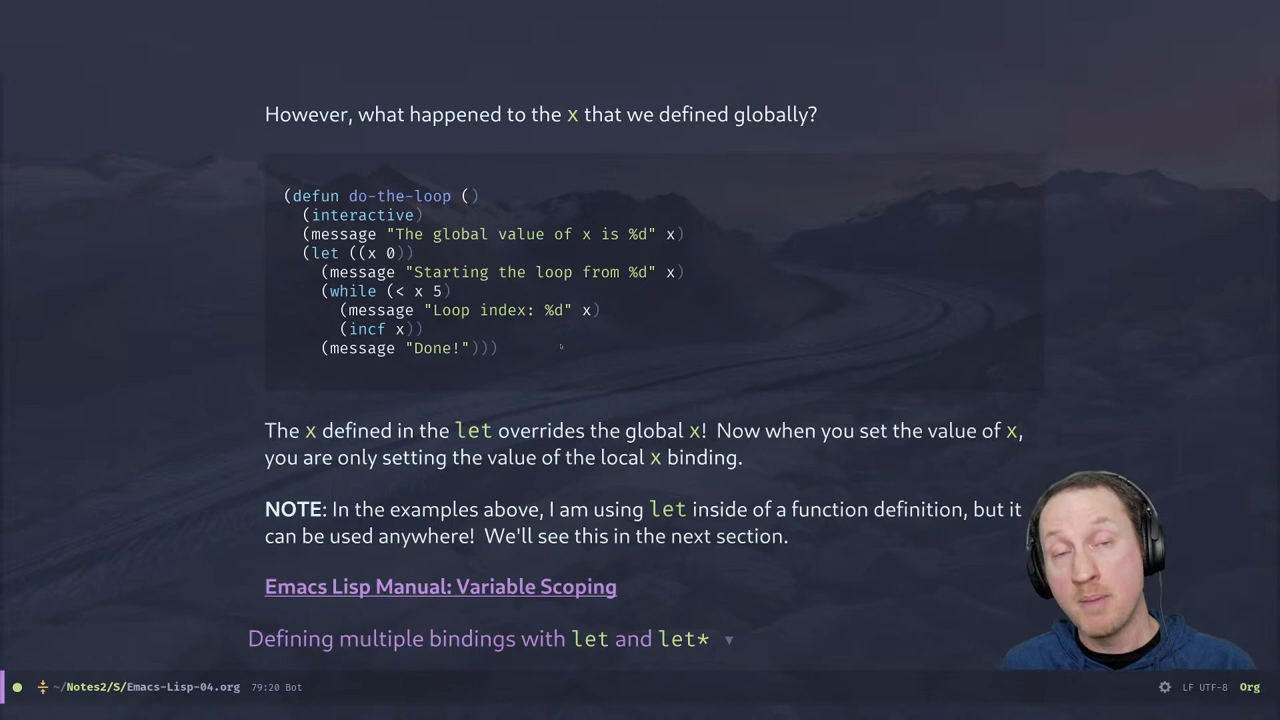 However, what happened to the x that we defined globally?
(defun do-the-loop ()
  (interactive)
  (message "The global value of x is %d" x)
  (let ((x 0))
    (message "Starting the loop from %d" x)
    (while (< x 5)
      (message "Loop index: %d" x)
      (incf x))
    (message "Done!")))
The x defined in the let overrides the global x!  Now when you set the value of x,
you are only setting the value of the local x binding.
NOTE: In the examples above, I am using let inside of a function definition, but it
can be used anywhere!  We'll see this in the next section.
Emacs Lisp Manual: Variable Scoping
Defining multiple bindings with let and let* ▾
~/Notes2/S/Emacs-Lisp-04.org 79:20 Bot LF UTF-8 Org